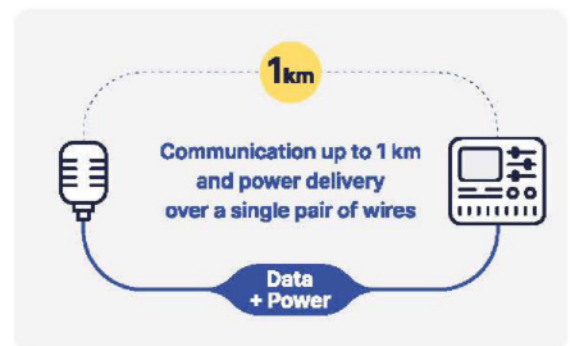 1km
Communication up to 1 km
and power delivery
over a single pair of wires
Data
+ Power